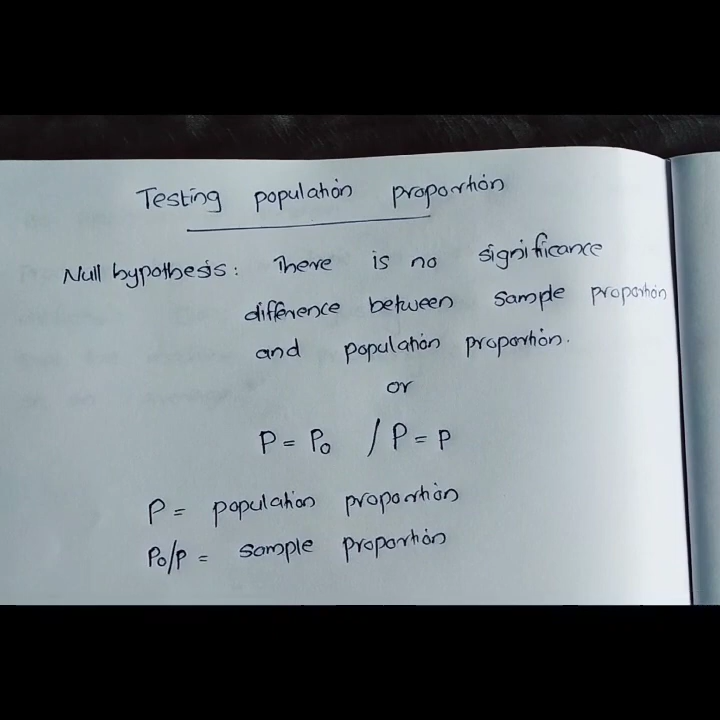 Testing population proportion
Null hypothesis: There is no significance
difference between sample proportion
and population proportion.
or
P = P₀ / P = p
P = population proportion
P₀/p = sample proportion